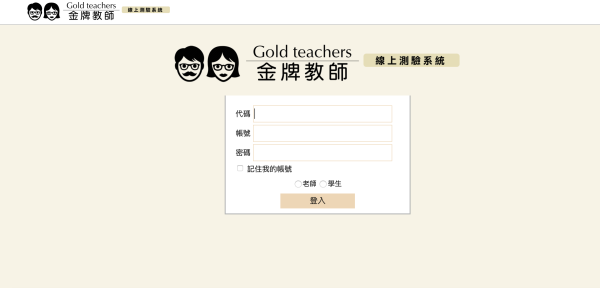 Gold teachers
金牌教師
線上測驗系統
Gold teachers
金牌教師
線上測驗系統
代碼
帳號
密碼
記住我的帳號
老師 學生
登入